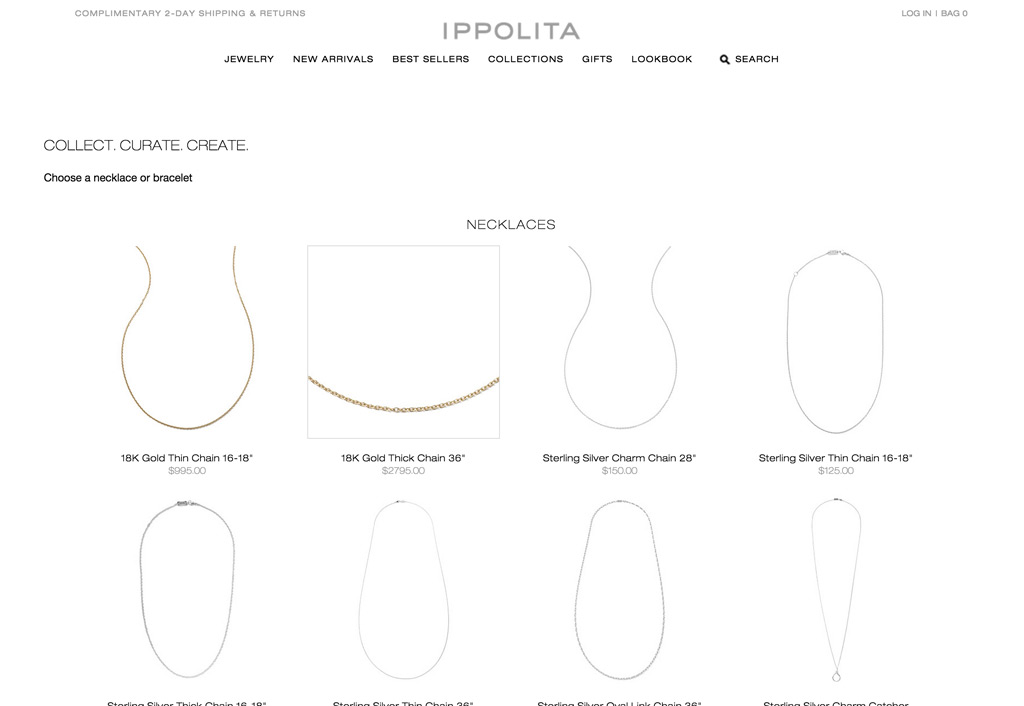 COMPLIMENTARY 2-DAY SHIPPING & RETURNS
LOG IN | BAG 0
IPPOLITA
JEWELRY NEW ARRIVALS BEST SELLERS COLLECTIONS GIFTS LOOKBOOK SEARCH
COLLECT. CURATE. CREATE.
Choose a necklace or bracelet
NECKLACES
18K Gold Thin Chain 16-18" 18K Gold Thick Chain 36" Sterling Silver Charm Chain 28" Sterling Silver Thin Chain 16-18"
$995.00 $2795.00 $150.00 $125.00
Sterling Silver Thick Chain 16-18" Sterling Silver Thin Chain 36" Sterling Silver Oval Link Chain 36" Sterling Silver Charm Catcher